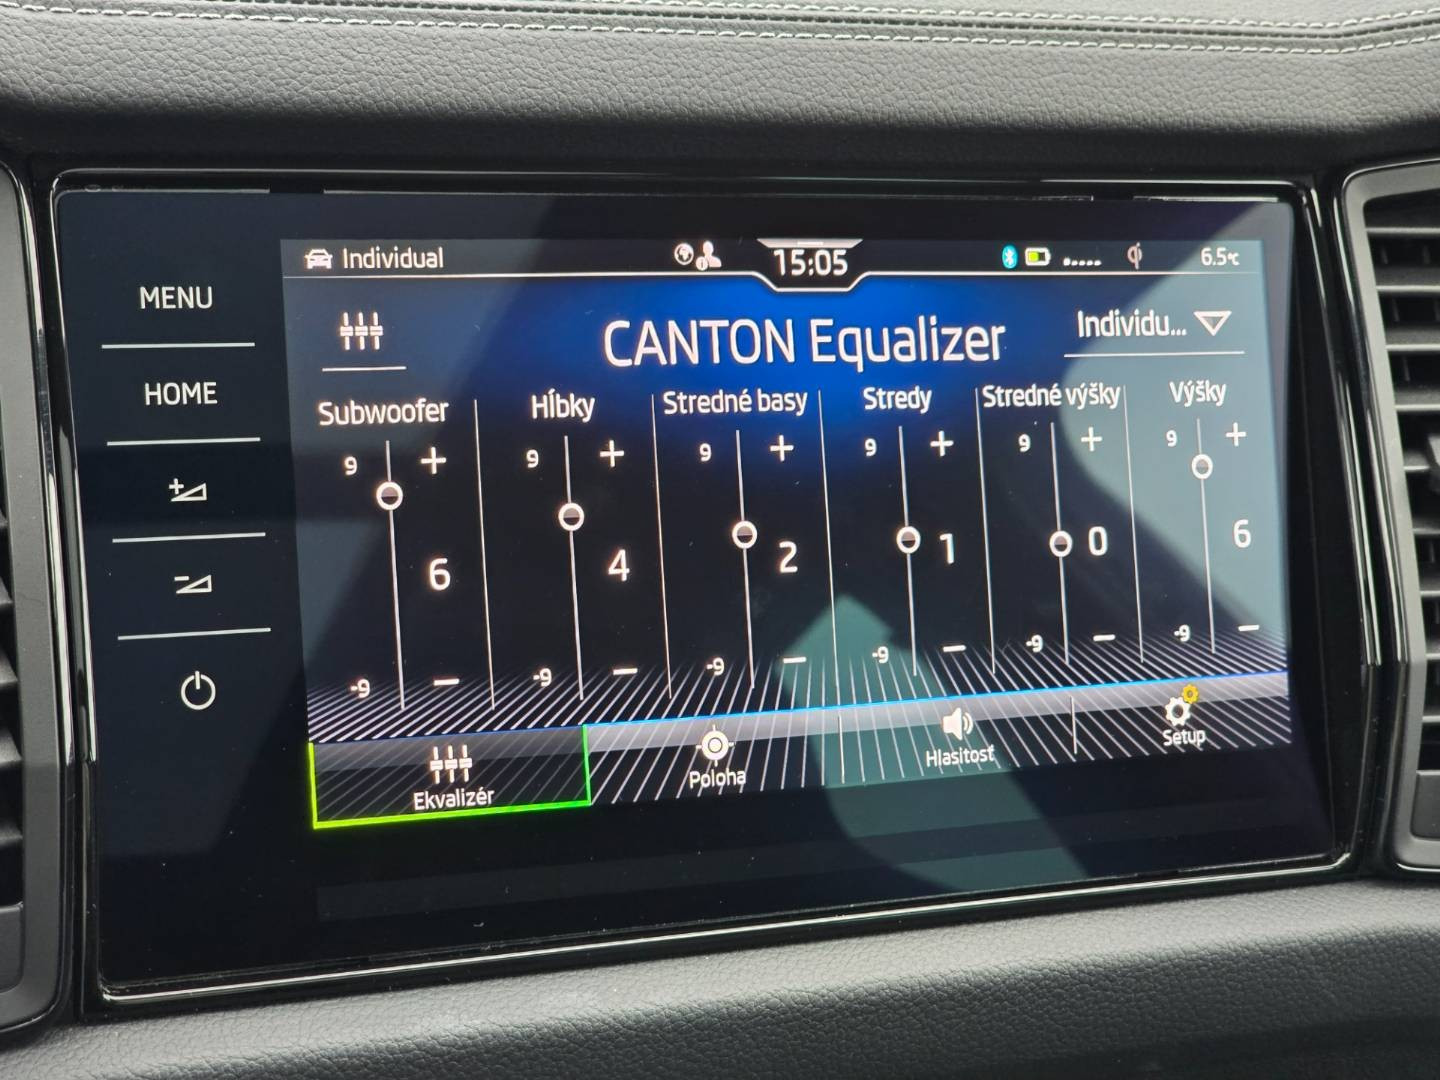 Individual
15:05
6.5°C
MENU
HOME
CANTON Equalizer
Individu...
Subwoofer
Hĺbky
Stredné basy
Stredy
Stredné výšky
Výšky
9 + 9 + 9 + 9 + 9 + 9 +
6 4 2 1 0 6
-9 − -9 − -9 − -9 − -9 − -9 −
Ekvalizér
Poloha
Hlasitosť
Setup